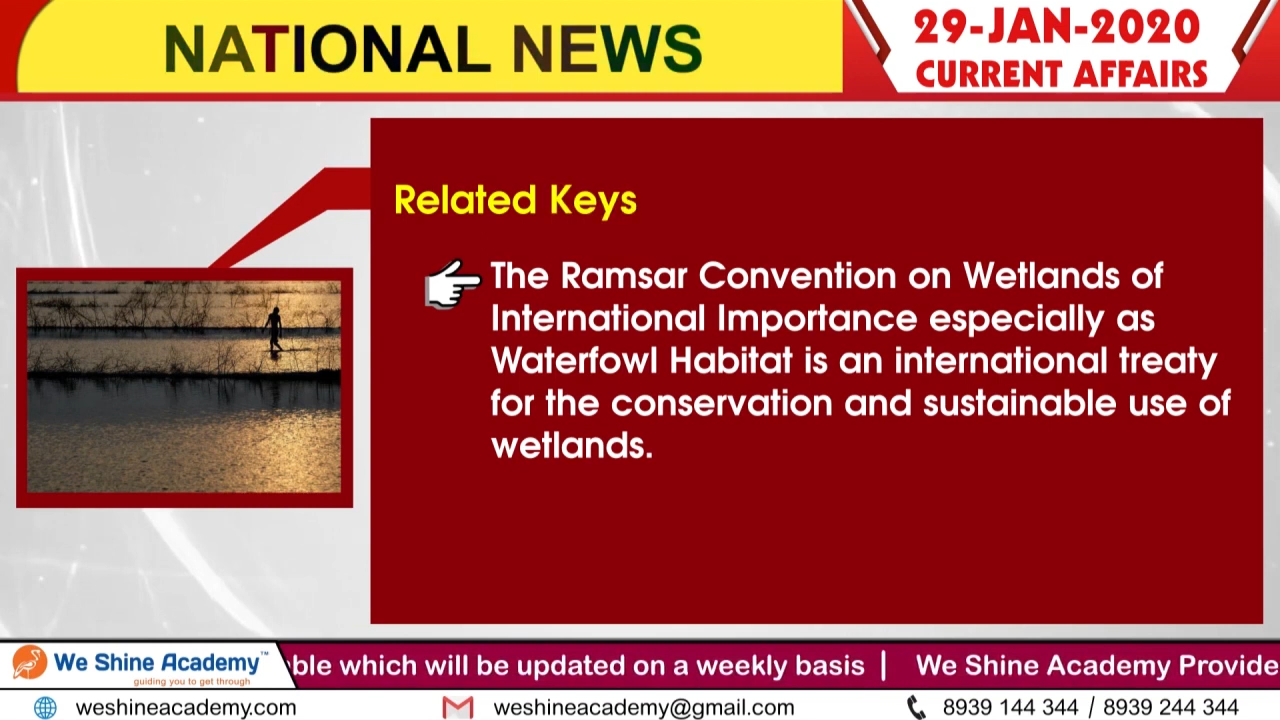 NATIONAL NEWS
29-JAN-2020
CURRENT AFFAIRS
Related Keys
The Ramsar Convention on Wetlands of
International Importance especially as
Waterfowl Habitat is an international treaty
for the conservation and sustainable use of
wetlands.
We Shine Academy™
guiding you to get through
which will be updated on a weekly basis | We Shine Academy Provide
weshineacademy.com
weshineacademy@gmail.com
8939 144 344 / 8939 244 344